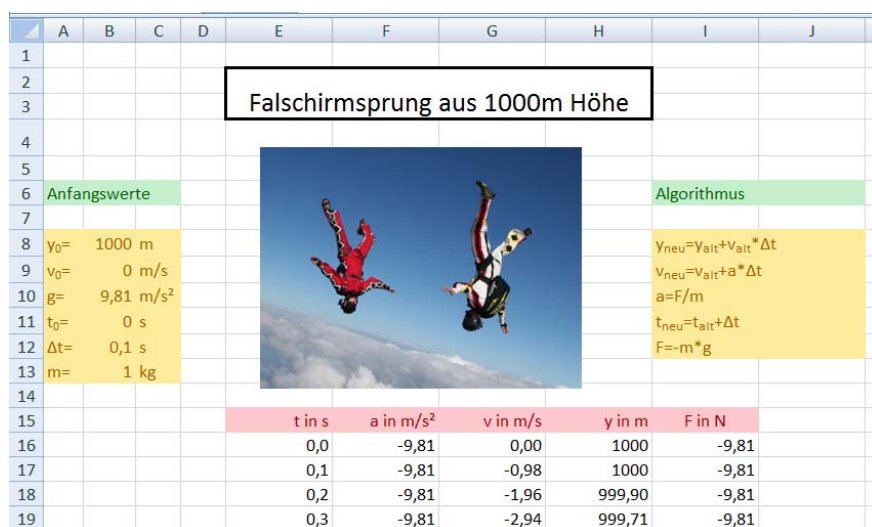 A B C D E F G H I J
1
2
3 Falschirmsprung aus 1000m Höhe
4
5
6 Anfangswerte Algorithmus
7
8 y₀= 1000 m yₙₑᵤ=yₐₗₜ+vₐₗₜ*Δt
9 v₀= 0 m/s vₙₑᵤ=vₐₗₜ+a*Δt
10 g= 9,81 m/s² a=F/m
11 t₀= 0 s tₙₑᵤ=tₐₗₜ+Δt
12 Δt= 0,1 s F=-m*g
13 m= 1 kg
14
15 t in s a in m/s² v in m/s y in m F in N
16 0,0 -9,81 0,00 1000 -9,81
17 0,1 -9,81 -0,98 1000 -9,81
18 0,2 -9,81 -1,96 999,90 -9,81
19 0,3 -9,81 -2,94 999,71 -9,81